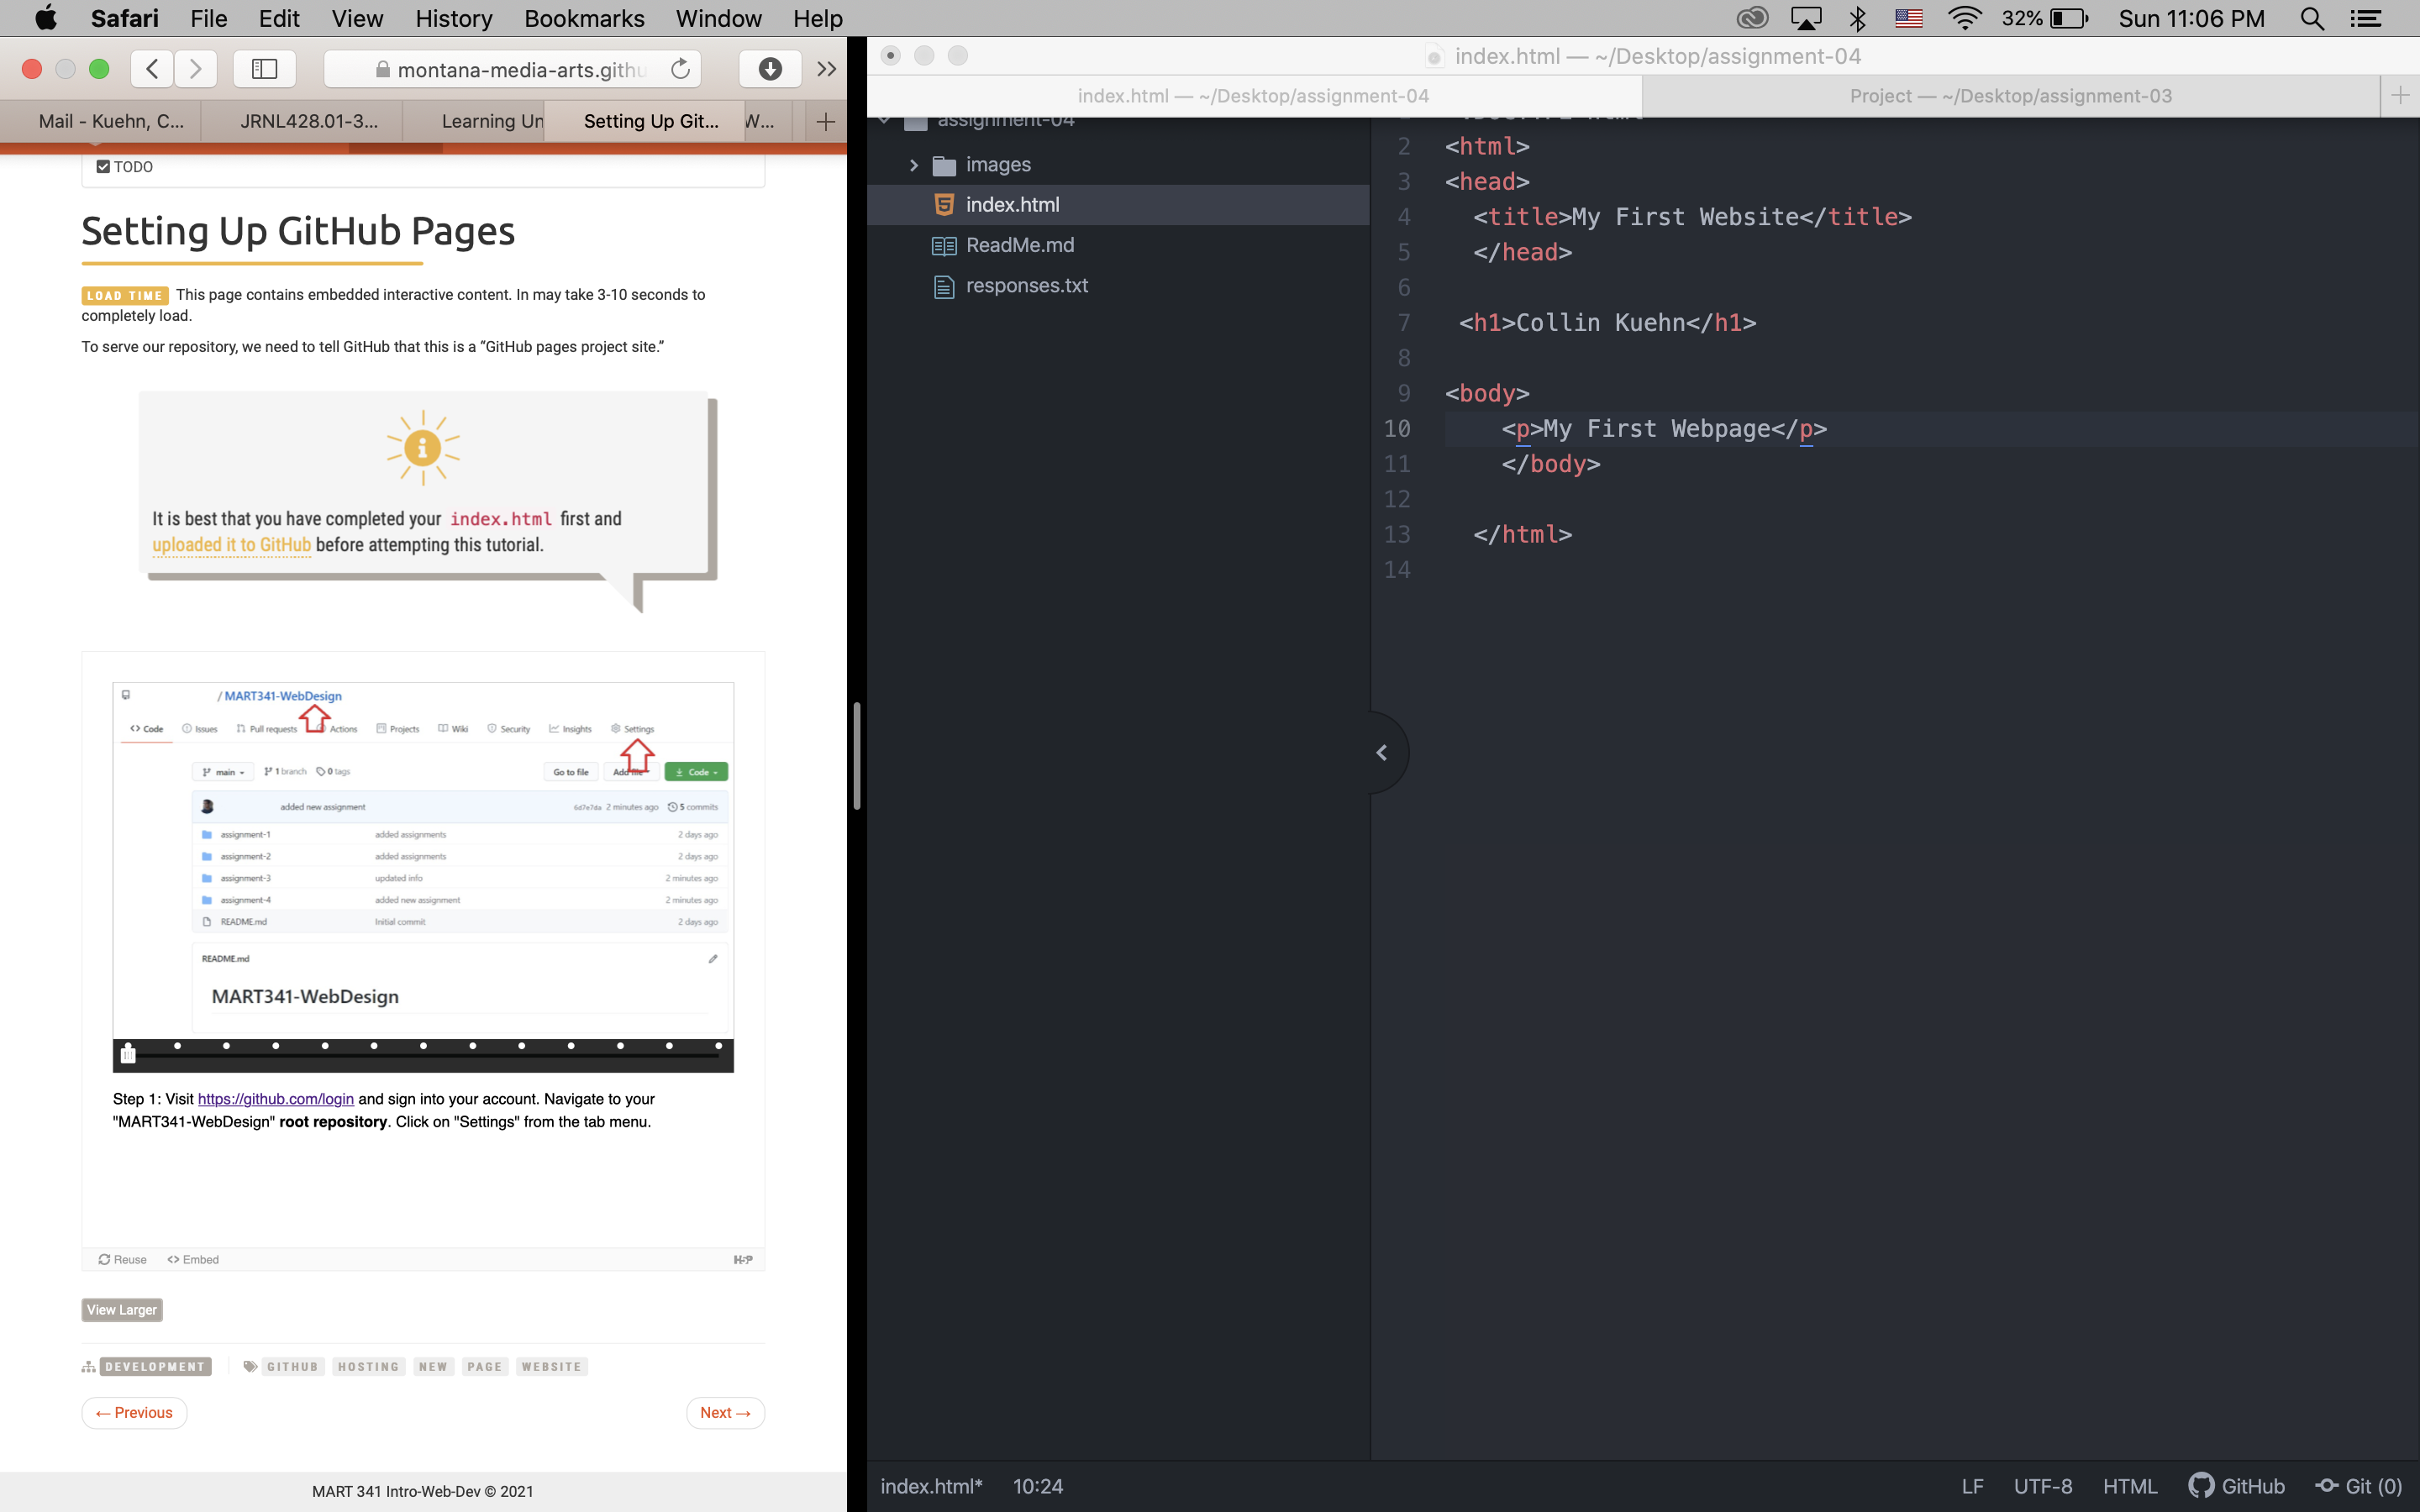 Safari File Edit View History Bookmarks Window Help 32% Sun 11:06 PM
montana-media-arts.githu
Mail - Kuehn, C... JRNL428.01-3... Learning Un Setting Up Git... W...
TODO
Setting Up GitHub Pages
LOAD TIME This page contains embedded interactive content. In may take 3-10 seconds to
completely load.
To serve our repository, we need to tell GitHub that this is a “GitHub pages project site.”
It is best that you have completed your index.html first and
uploaded it to GitHub before attempting this tutorial.
/ MART341-WebDesign
<> Code Issues Pull requests Actions Projects Wiki Security Insights Settings
main 1 branch 0 tags Go to file Add file Code
added new assignment 6d7e7da 2 minutes ago 5 commits
assignment-1 added assignments 2 days ago
assignment-2 added assignments 2 days ago
assignment-3 updated info 2 minutes ago
assignment-4 added new assignment 2 minutes ago
README.md Initial commit 2 days ago
README.md
MART341-WebDesign
Step 1: Visit https://github.com/login and sign into your account. Navigate to your
"MART341-WebDesign" root repository. Click on "Settings" from the tab menu.
Reuse <> Embed H-P
View Larger
DEVELOPMENT GITHUB HOSTING NEW PAGE WEBSITE
← Previous Next →
MART 341 Intro-Web-Dev © 2021
index.html — ~/Desktop/assignment-04
index.html — ~/Desktop/assignment-04 Project — ~/Desktop/assignment-03
assignment-04
images
index.html
ReadMe.md
responses.txt
2 <html>
3 <head>
4 <title>My First Website</title>
5 </head>
6
7 <h1>Collin Kuehn</h1>
8
9 <body>
10 <p>My First Webpage</p>
11 </body>
12
13 </html>
14
index.html* 10:24 LF UTF-8 HTML GitHub Git (0)